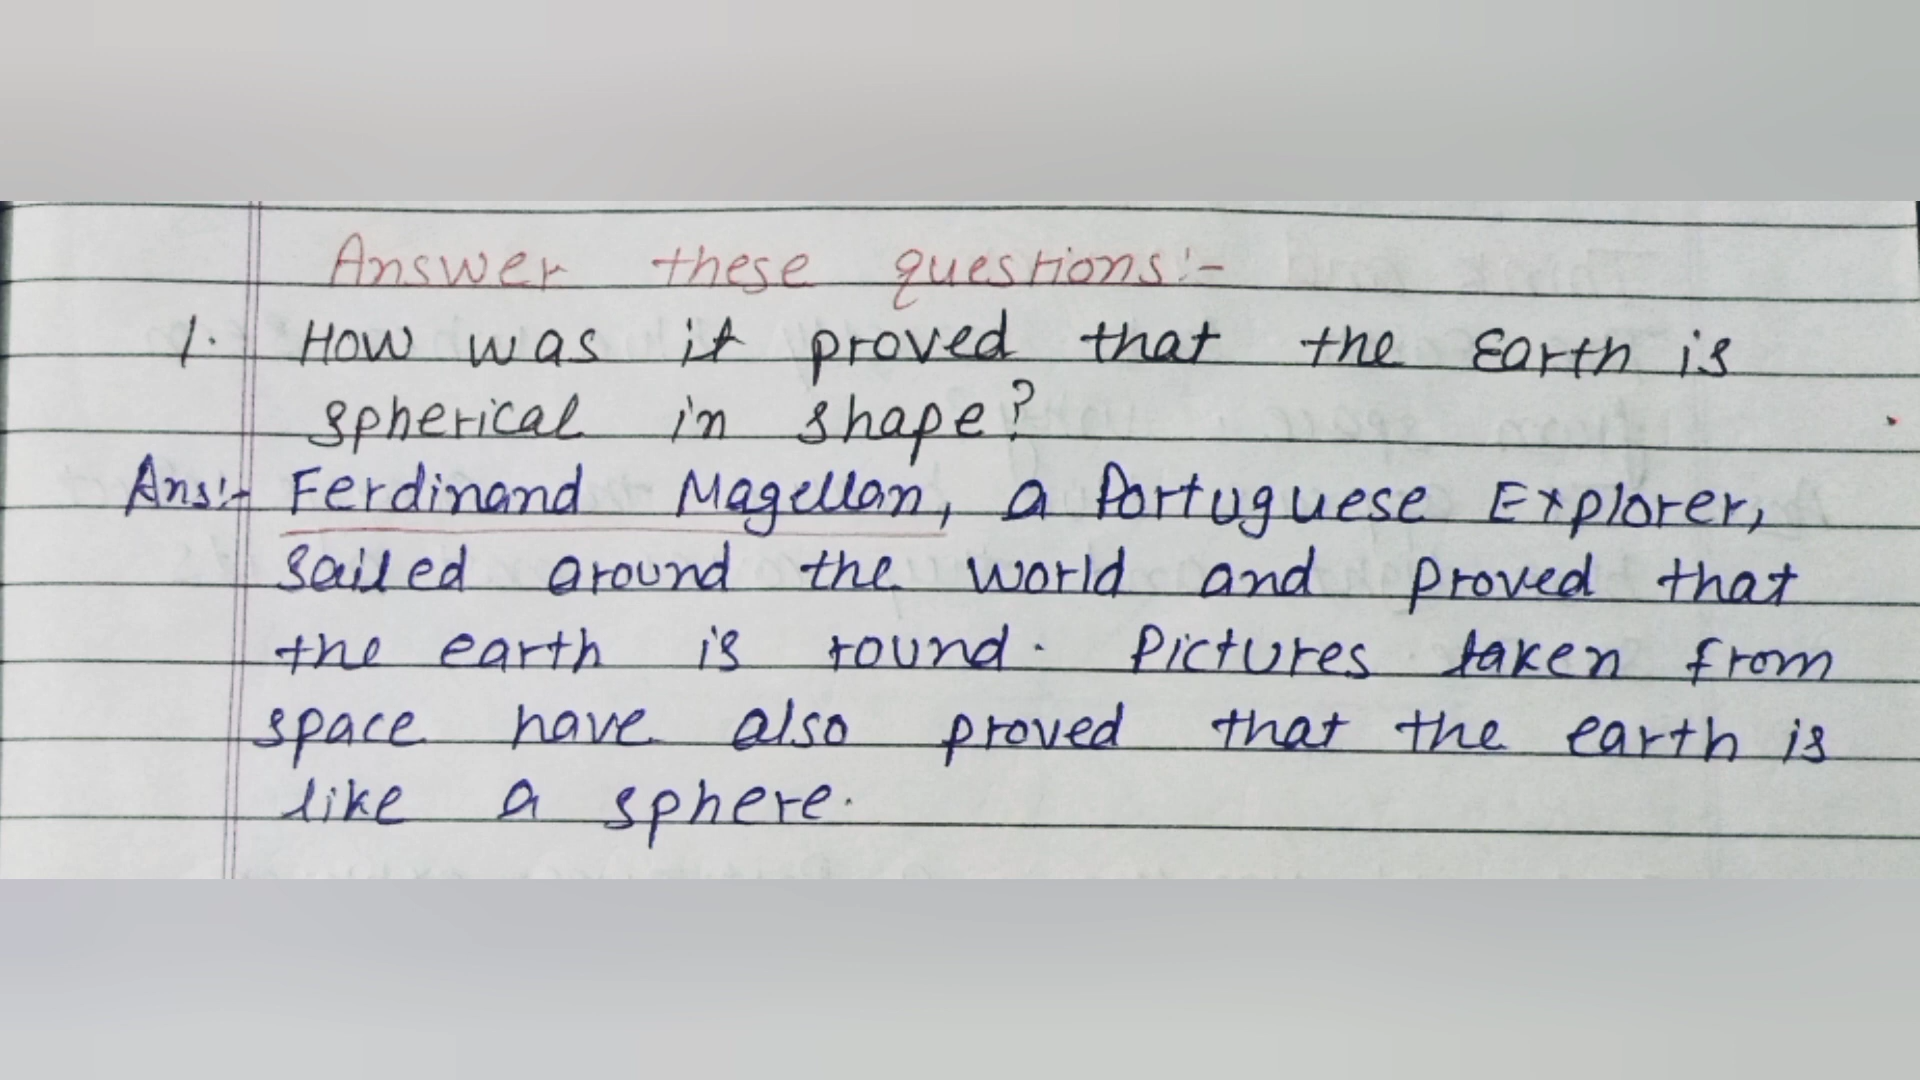 Answer these questions:-
1. How was it proved that the Earth is
spherical in shape?
Ans:- Ferdinand Magellan, a Portuguese Explorer,
sailed around the world and proved that
the earth is round. Pictures taken from
space have also proved that the earth is
like a sphere.